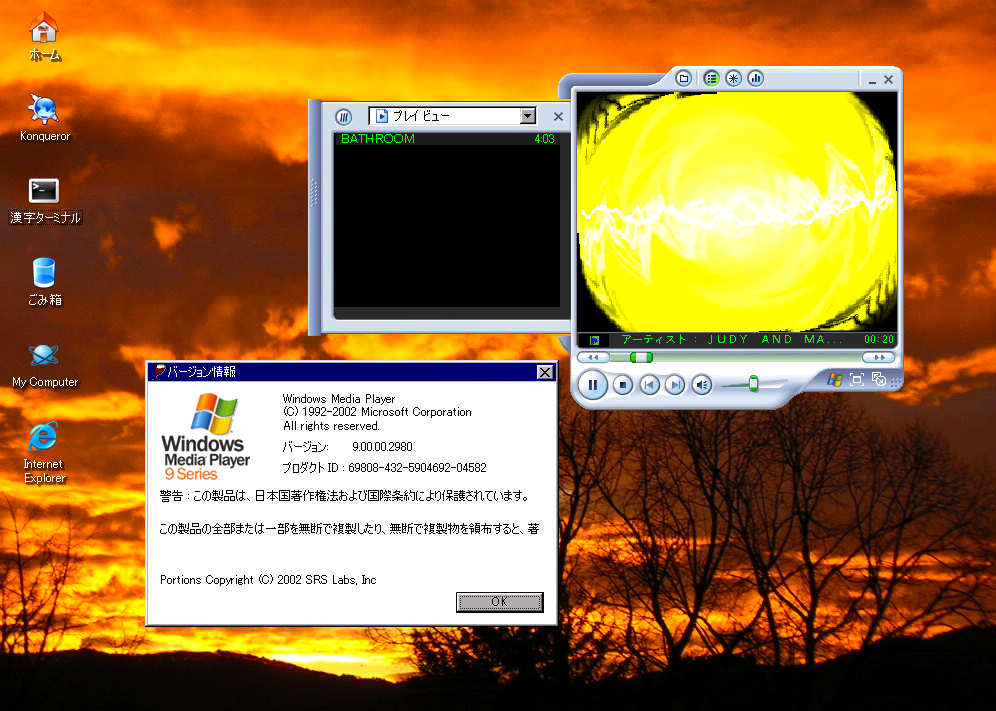 ホーム
Konqueror
漢字ターミナル
ごみ箱
My Computer
Internet
Explorer
プレイ ビュー
BATHROOM 4:03
アーティスト : JUDY AND MA... 00:20
バージョン情報
Windows
Media Player
9 Series
Windows Media Player
(C) 1992-2002 Microsoft Corporation
All rights reserved.
バージョン: 9.00.00.2980
プロダクト ID : 69808-432-5904692-04582
警告 : この製品は、日本国著作権法および国際条約により保護されています。
この製品の全部または一部を無断で複製したり、無断で複製物を頒布すると、著
Portions Copyright (C) 2002 SRS Labs, Inc
OK